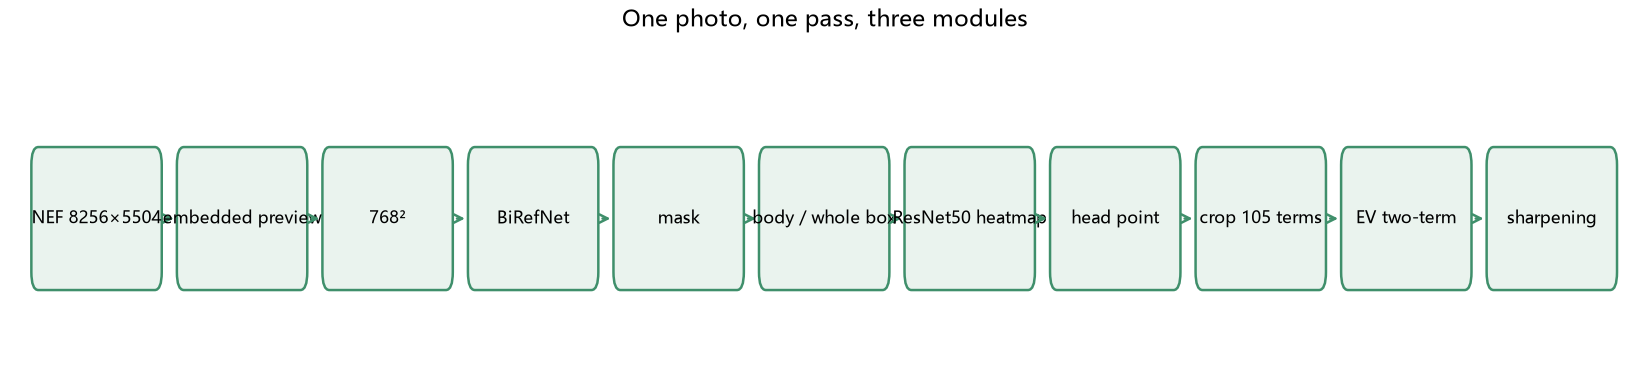 One photo, one pass, three modules
NEF 8256×5504
embedded preview
768²
BiRefNet
mask
body / whole box
ResNet50 heatmap
head point
crop 105 terms
EV two-term
sharpening